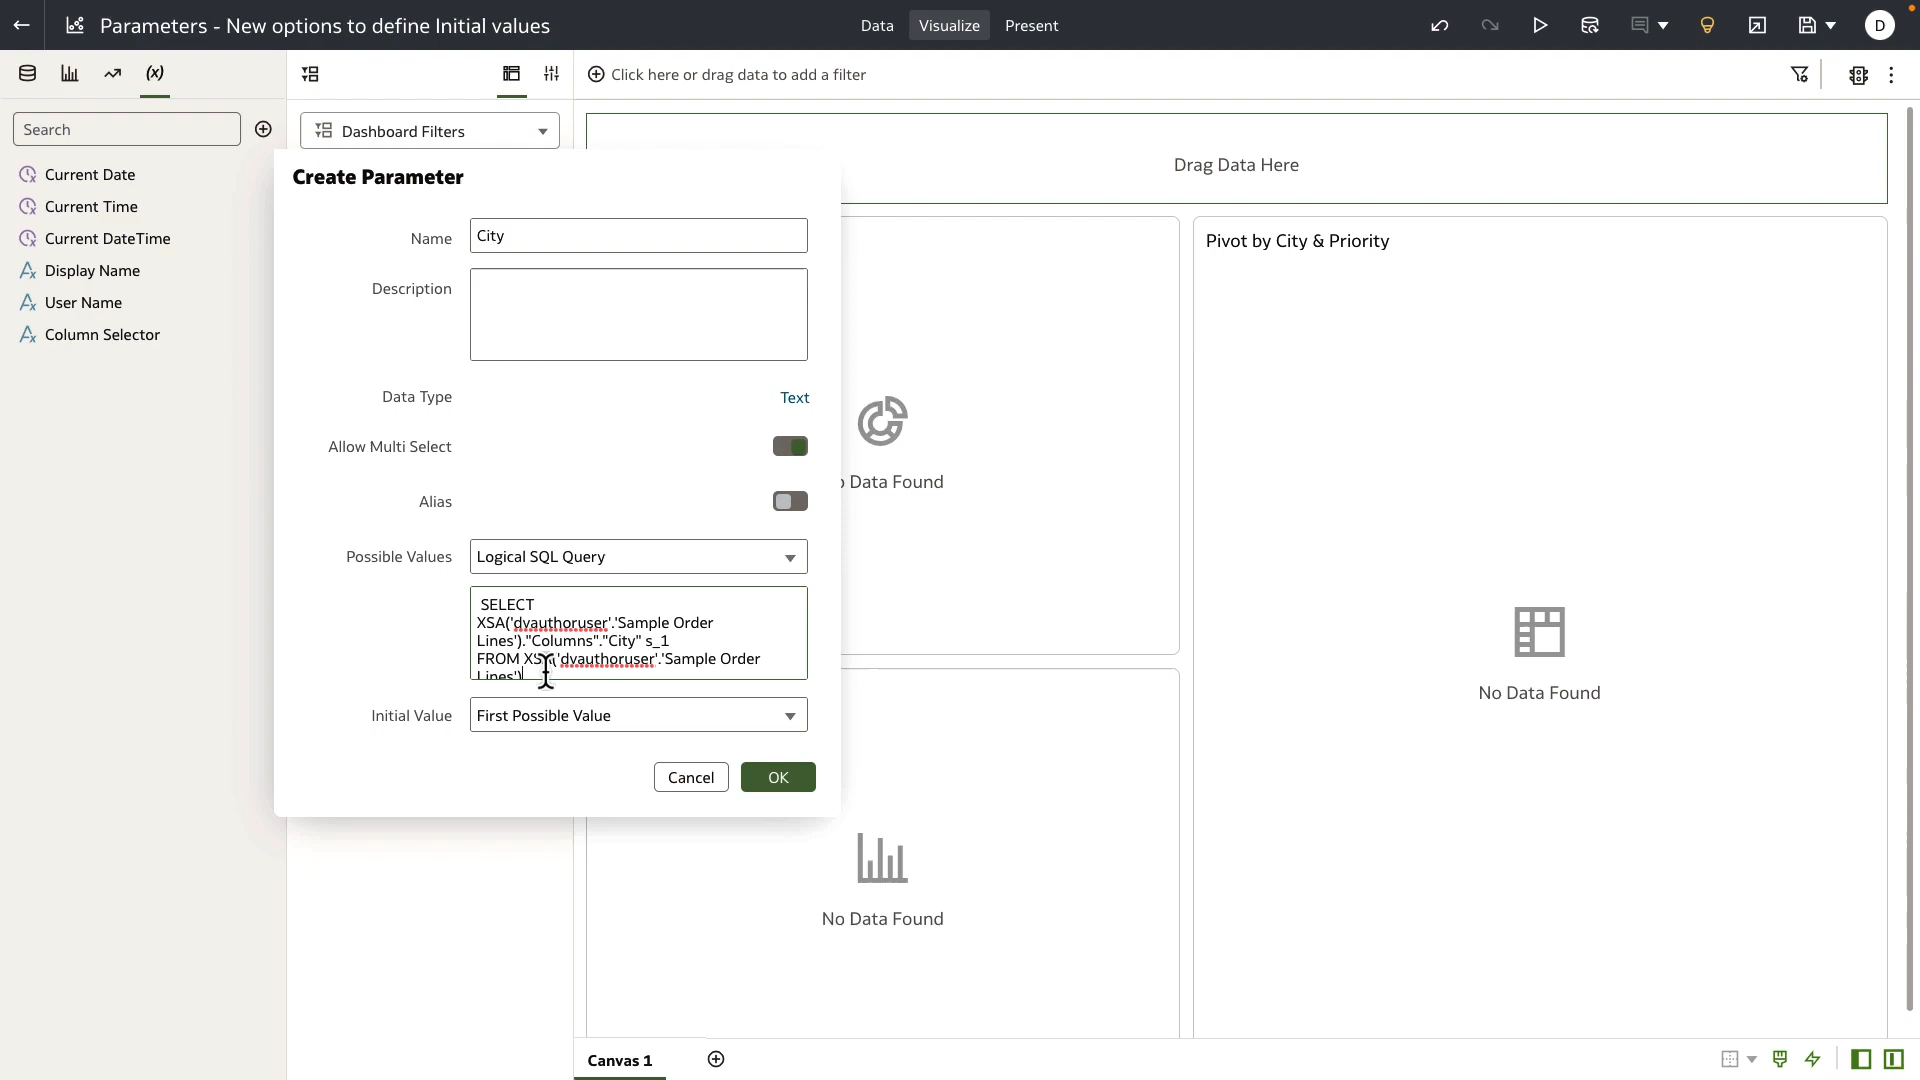 Parameters - New options to define Initial values
Data
Visualize
Present
D
Search
Current Date
Current Time
Current DateTime
Display Name
User Name
Column Selector
Dashboard Filters
Click here or drag data to add a filter
Drag Data Here
Create Parameter
Name
City
Description
Data Type
Text
Allow Multi Select
Alias
Possible Values
Logical SQL Query
SELECT
XSA('dvauthoruser'.'Sample Order
Lines')."Columns"."City" s_1
FROM XSA('dvauthoruser'.'Sample Order
Lines')
Initial Value
First Possible Value
Cancel
OK
Data Found
Pivot by City & Priority
No Data Found
No Data Found
Canvas 1